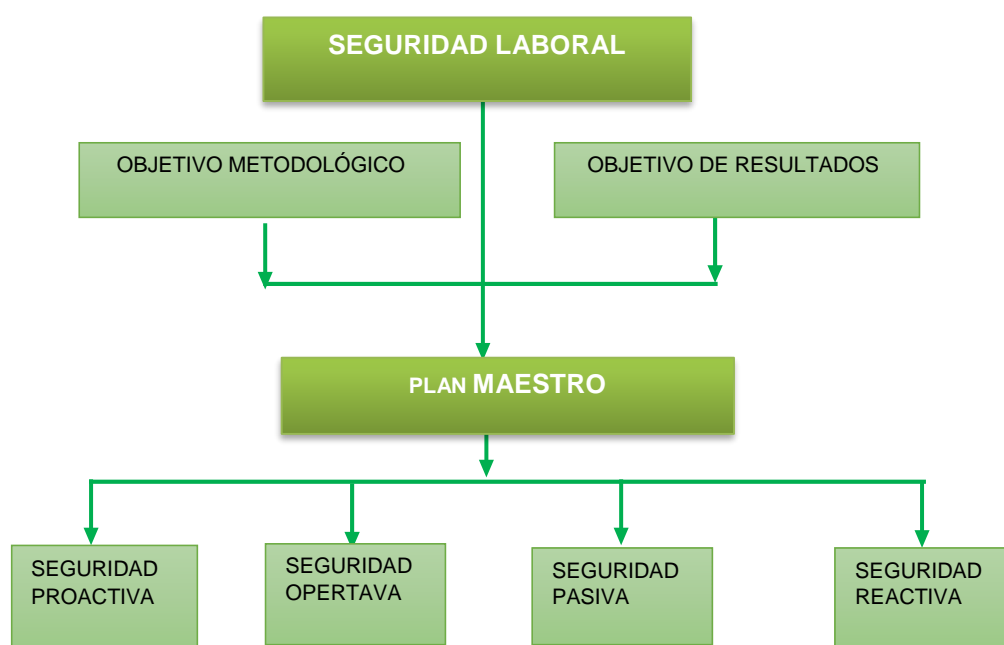 SEGURIDAD LABORAL
OBJETIVO METODOLÓGICO
OBJETIVO DE RESULTADOS
PLAN MAESTRO
SEGURIDAD
PROACTIVA
SEGURIDAD
OPERTAVA
SEGURIDAD
PASIVA
SEGURIDAD
REACTIVA